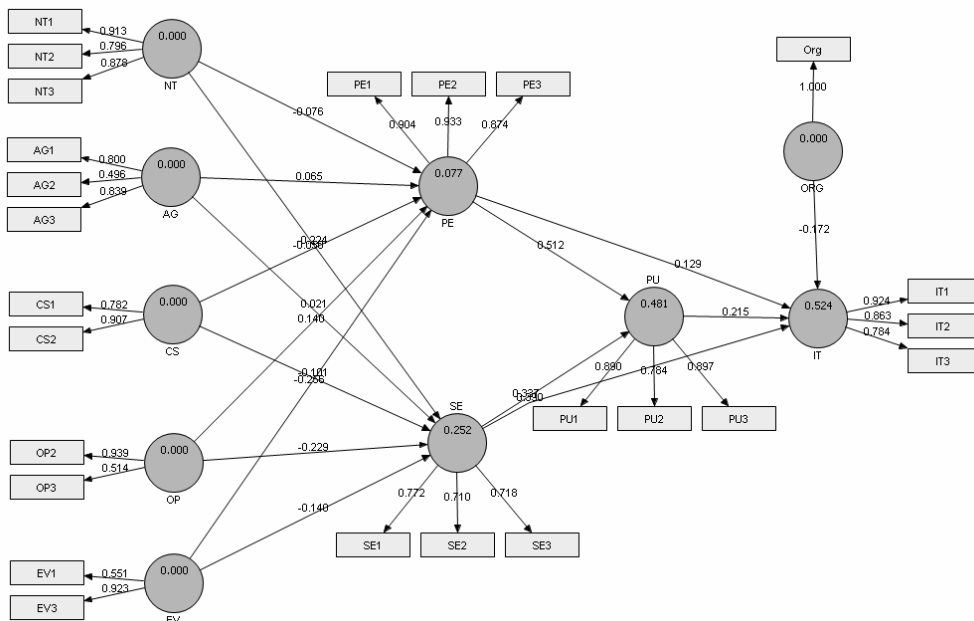 NT1
0.913
NT2
0.796
NT3
0.878
0.000
NT
AG1
0.800
AG2
0.496
AG3
0.839
0.000
AG
CS1
0.782
CS2
0.907
0.000
CS
OP2
0.939
OP3
0.514
0.000
OP
EV1
0.551
EV3
0.923
0.000
EV
-0.076
0.065
0.021
0.140
-0.229
-0.140
PE1
PE2
PE3
0.904
0.933
0.874
0.077
PE
SE
0.252
0.772
0.710
0.718
SE1
SE2
SE3
0.512
0.129
PU
0.481
0.215
0.890
0.784
0.897
PU1
PU2
PU3
Org
1.000
0.000
ORG
-0.172
0.524
IT
0.924
0.863
0.784
IT1
IT2
IT3